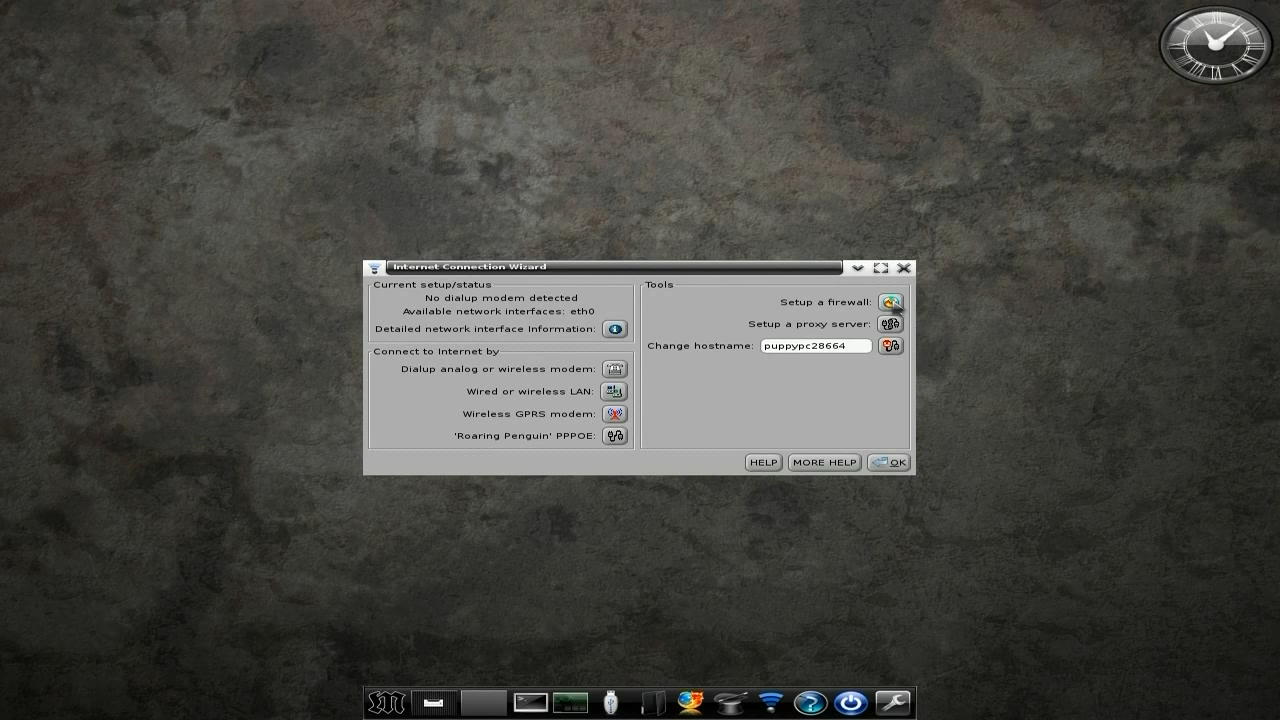 Internet Connection Wizard
Current setup/status
No dialup modem detected
Available network interfaces: eth0
Detailed network interface Information:
Connect to Internet by
Dialup analog or wireless modem:
Wired or wireless LAN:
Wireless GPRS modem:
'Roaring Penguin' PPPOE:
Tools
Setup a firewall:
Setup a proxy server:
Change hostname: puppypc28664
HELP
MORE HELP
OK